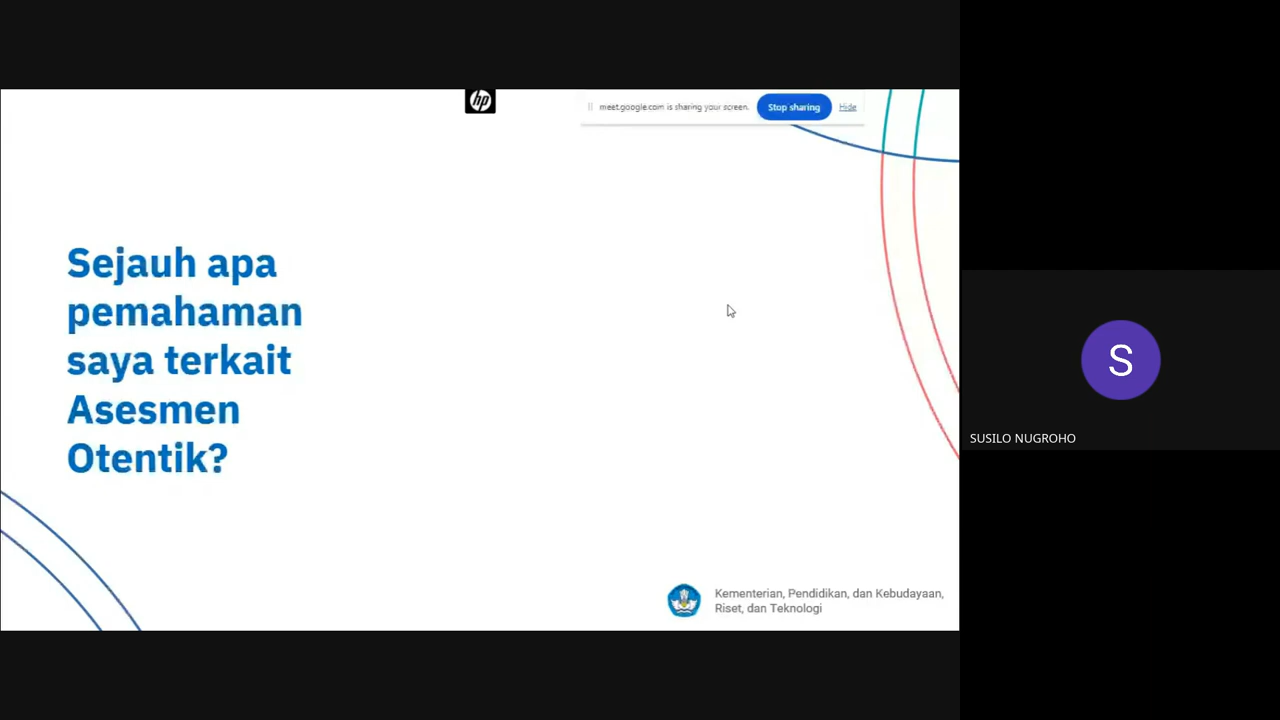 hp
meet.google.com is sharing your screen.
Stop sharing
Hide
Sejauh apa
pemahaman
saya terkait
Asesmen
Otentik?
S
SUSILO NUGROHO
Kementerian, Pendidikan, dan Kebudayaan,
Riset, dan Teknologi